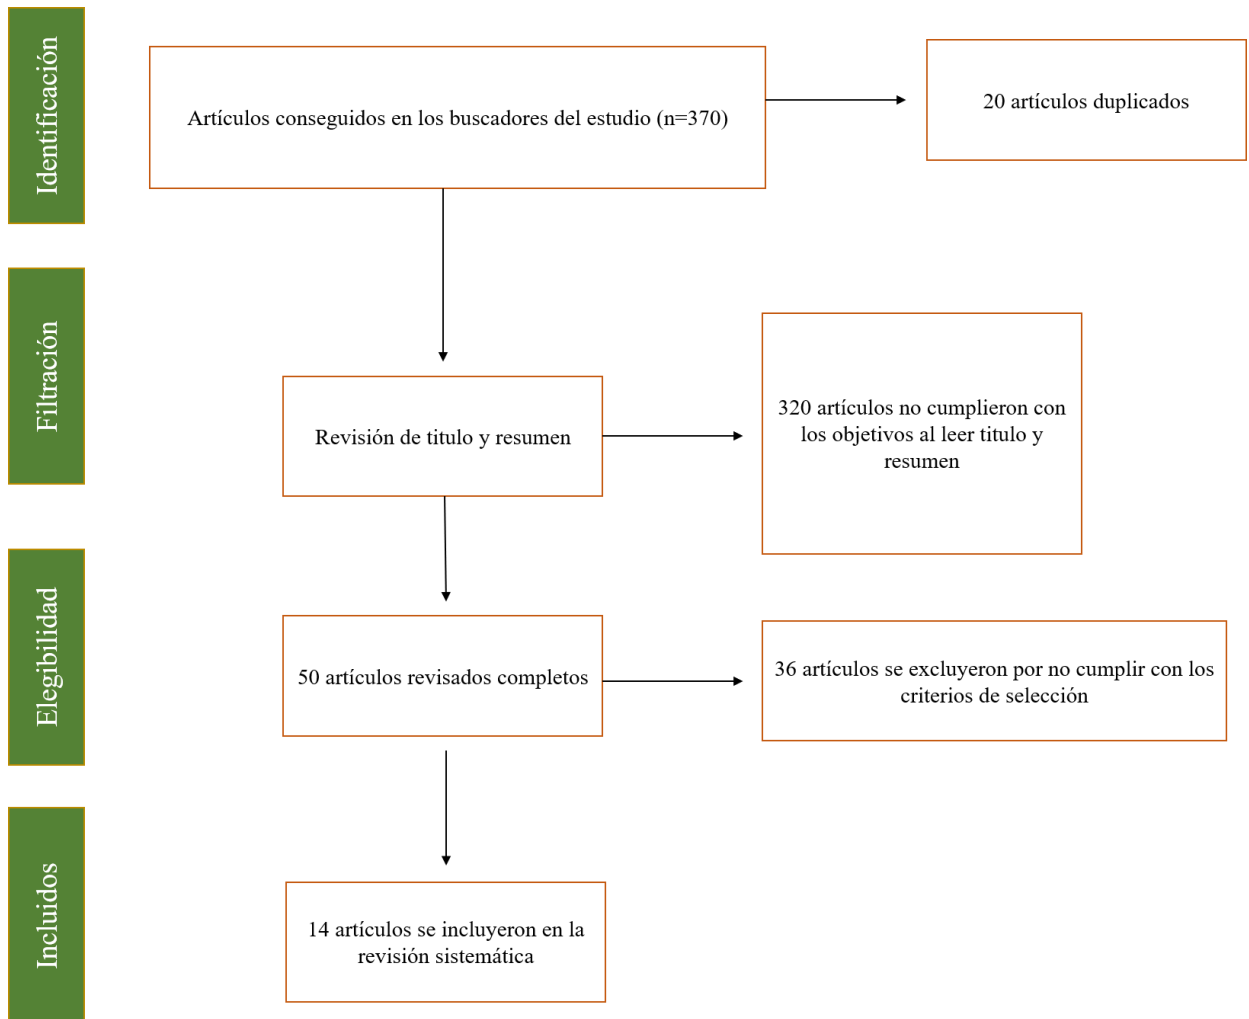 Identificación
Artículos conseguidos en los buscadores del estudio (n=370)
20 artículos duplicados
Filtración
Revisión de titulo y resumen
320 artículos no cumplieron con
los objetivos al leer titulo y
resumen
Elegibilidad
50 artículos revisados completos
36 artículos se excluyeron por no cumplir con los
criterios de selección
Incluidos
14 artículos se incluyeron en la
revisión sistemática